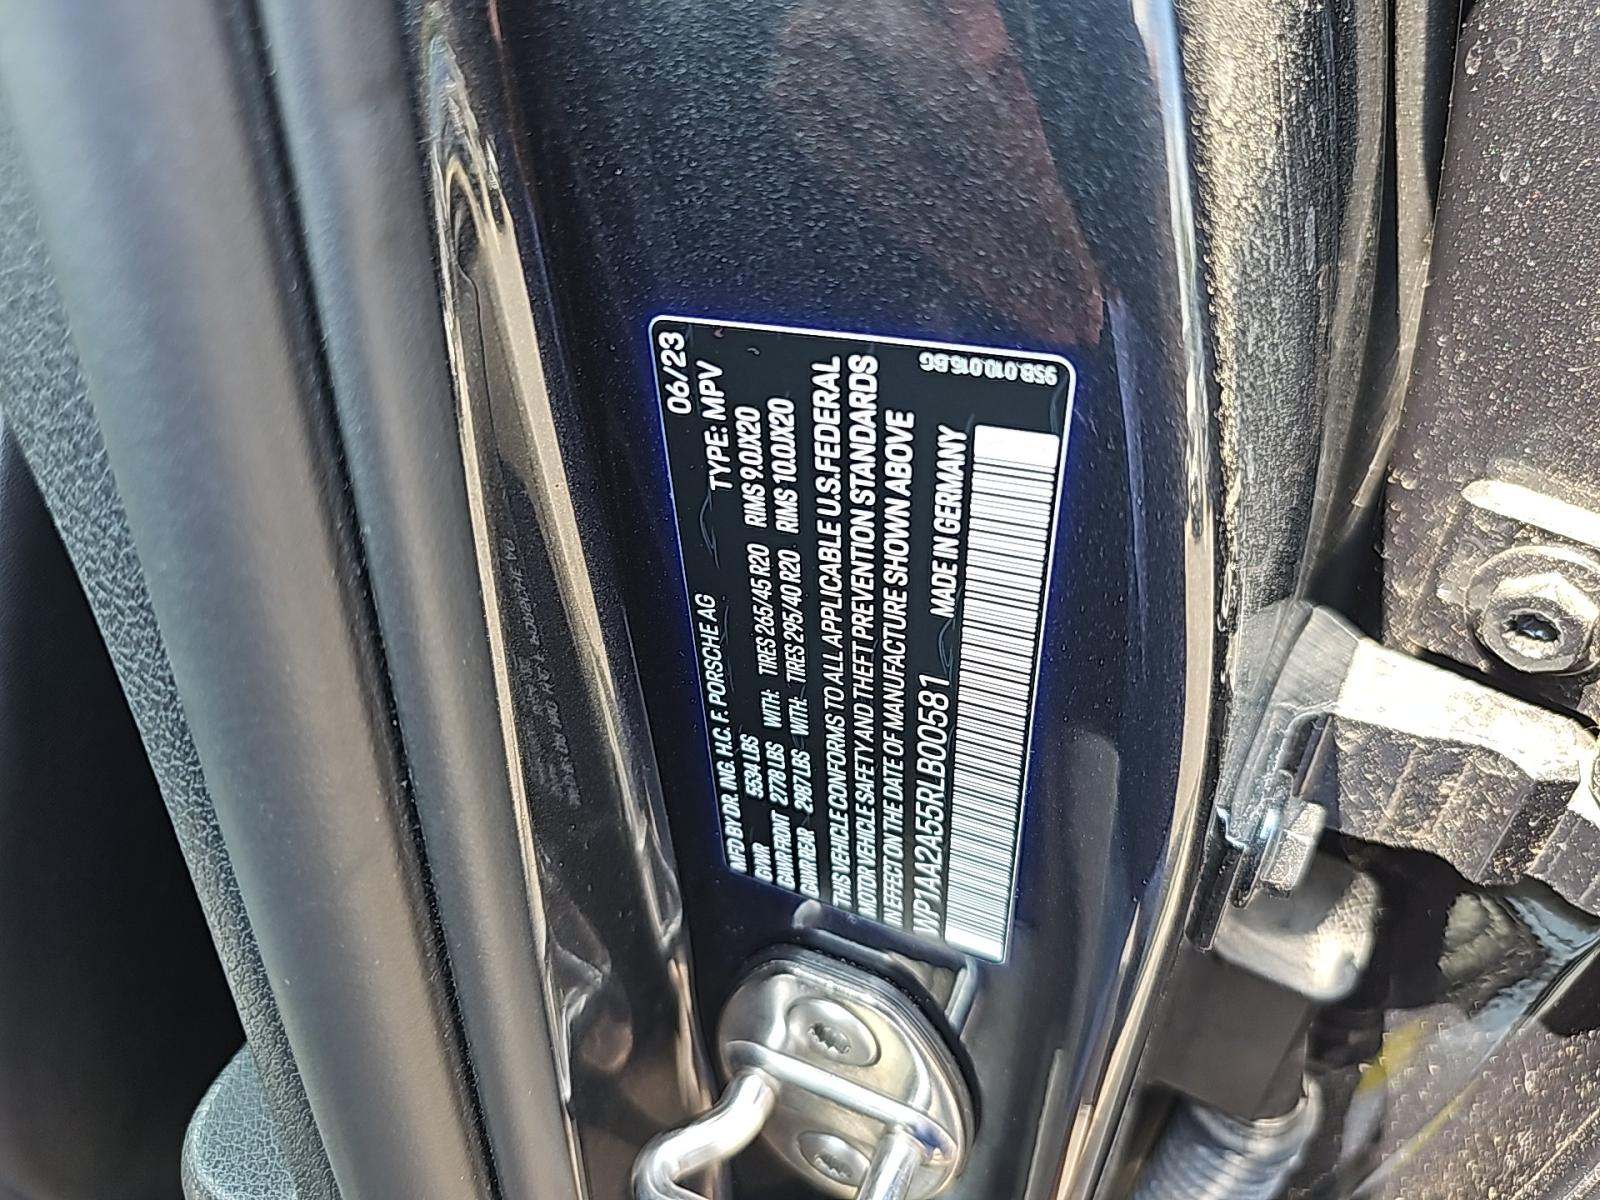 MFD BY DR. ING. H.C. F. PORSCHE AG 06/23
GVWR 5534 LBS TYPE: MPV
GAWR FRONT 2778 LBS WITH: TIRES 265/45 R20 RIMS 9.0JX20
GAWR REAR 2987 LBS WITH: TIRES 295/40 R20 RIMS 10.0JX20
THIS VEHICLE CONFORMS TO ALL APPLICABLE U.S. FEDERAL
MOTOR VEHICLE SAFETY AND THEFT PREVENTION STANDARDS
IN EFFECT ON THE DATE OF MANUFACTURE SHOWN ABOVE
WP1AA2A55RLB00581 MADE IN GERMANY
95B.010.015.BG